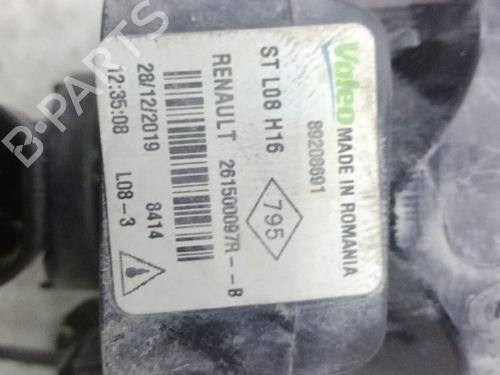 Valeo MADE IN ROMANIA
89208691
ST L08 H16
795
RENAULT 261500097R--B
28/12/2019 8414
12:35:08 L08-3
B-PARTS